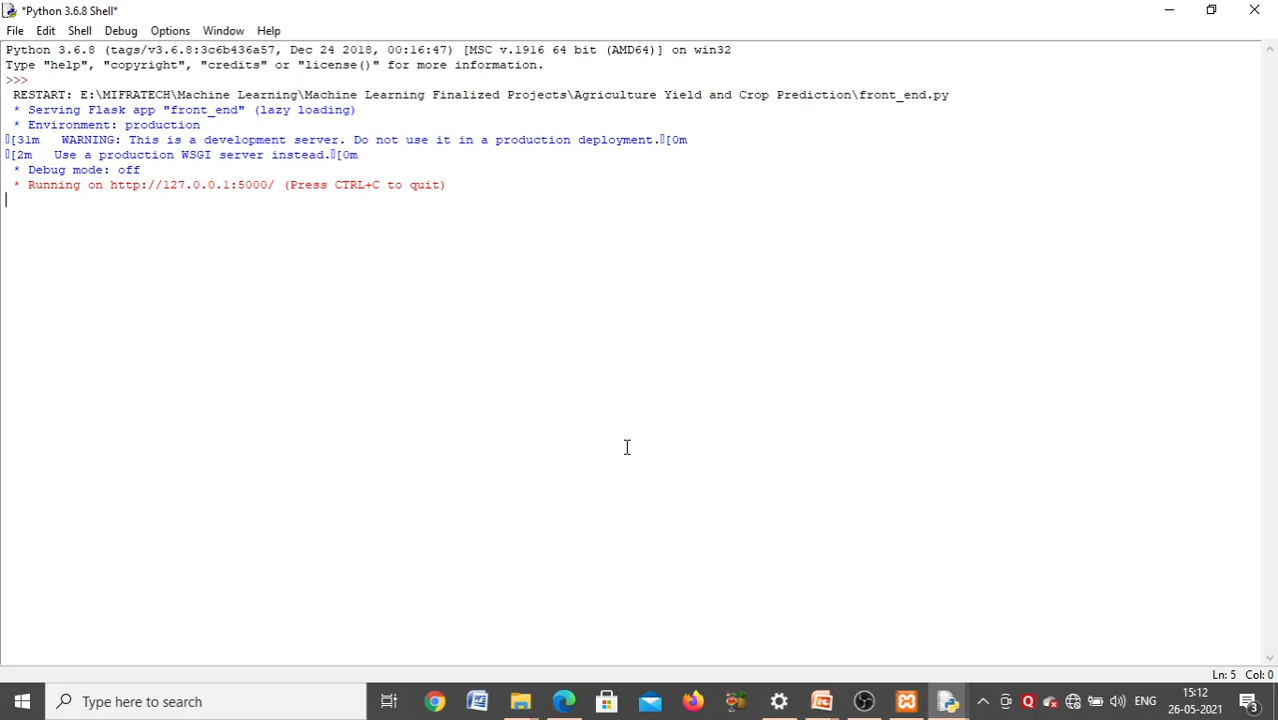 *Python 3.6.8 Shell*
File Edit Shell Debug Options Window Help
Python 3.6.8 (tags/v3.6.8:3c6b436a57, Dec 24 2018, 00:16:47) [MSC v.1916 64 bit (AMD64)] on win32
Type "help", "copyright", "credits" or "license()" for more information.
>>>
RESTART: E:\MIFRATECH\Machine Learning\Machine Learning Finalized Projects\Agriculture Yield and Crop Prediction\front_end.py
* Serving Flask app "front_end" (lazy loading)
* Environment: production
[31m   WARNING: This is a development server. Do not use it in a production deployment.[0m
[2m   Use a production WSGI server instead.[0m
* Debug mode: off
* Running on http://127.0.0.1:5000/ (Press CTRL+C to quit)
Ln: 5 Col: 0
Type here to search
ENG
15:12
26-05-2021
3